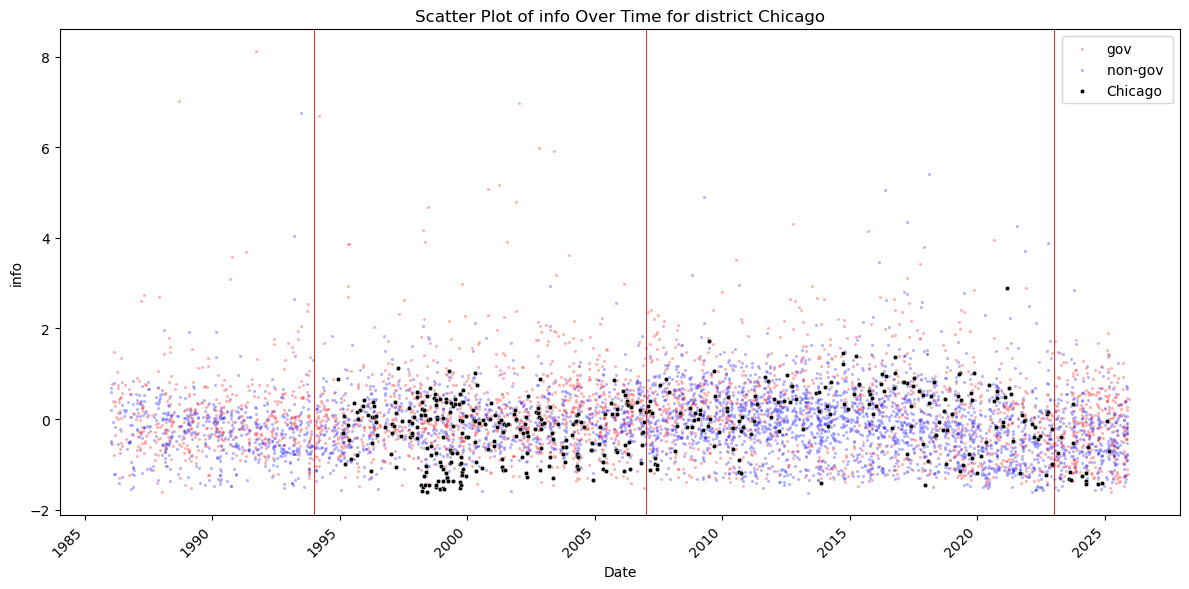 Scatter Plot of info Over Time for district Chicago
gov
non-gov
Chicago
8
6
4
2
0
−2
info
1985
1990
1995
2000
2005
2010
2015
2020
2025
Date